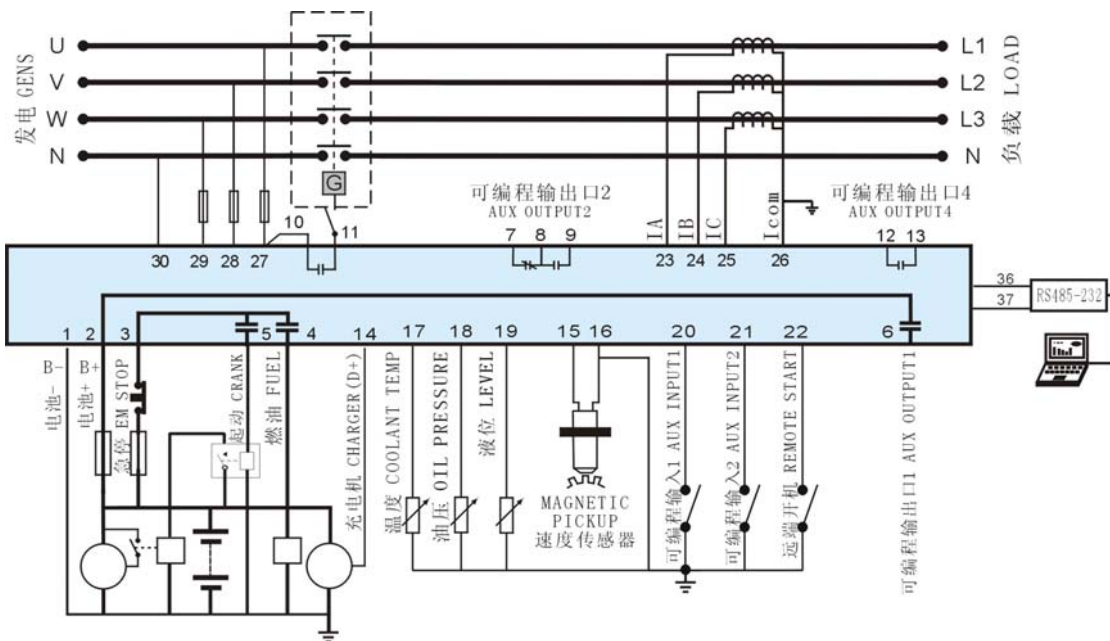 U
V
W
N
发电 GENS
L1
L2
L3
N
负载 LOAD
G
可编程输出口2
AUX OUTPUT2
可编程输出口4
AUX OUTPUT4
IA
IB
IC
Icom
30
29
28
27
10
11
7
8
9
23
24
25
26
12
13
36
37
RS485-232
1
2
3
5
4
14
17
18
19
15
16
20
21
22
6
B-
电池-
B+
电池+
急停 EM STOP
起动 CRANK
燃油 FUEL
充电机 CHARGER(D+)
温度 COOLANT TEMP
油压 OIL PRESSURE
液位 LEVEL
MAGNETIC
PICKUP
速度传感器
可编程输入1 AUX INPUT1
可编程输入2 AUX INPUT2
远端开机 REMOTE START
可编程输出口1 AUX OUTPUT1